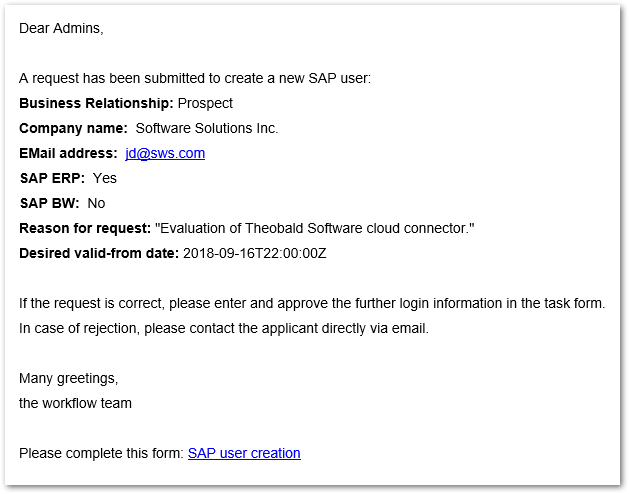 Dear Admins,
A request has been submitted to create a new SAP user:
Business Relationship: Prospect
Company name: Software Solutions Inc.
EMail address: jd@sws.com
SAP ERP: Yes
SAP BW: No
Reason for request: "Evaluation of Theobald Software cloud connector."
Desired valid-from date: 2018-09-16T22:00:00Z
If the request is correct, please enter and approve the further login information in the task form.
In case of rejection, please contact the applicant directly via email.
Many greetings,
the workflow team
Please complete this form: SAP user creation